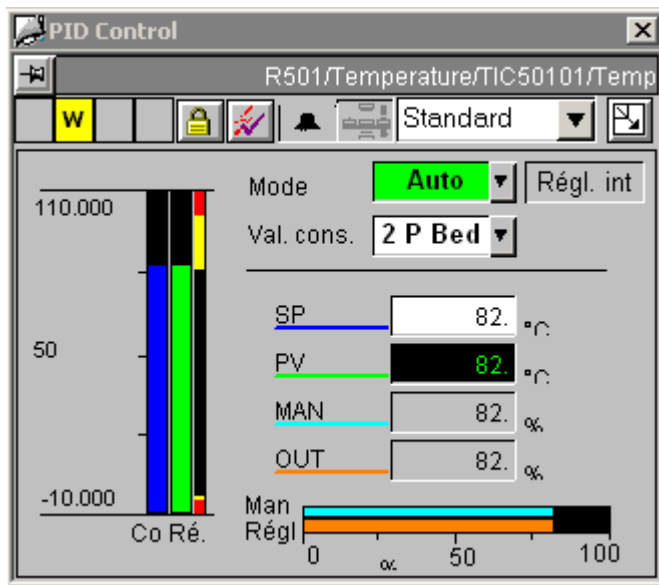 PID Control
R501/Temperature/TIC50101/Temp
W Standard
Mode Auto Régl. int
Val. cons. 2 P Bed
110.000
50
-10.000
Co Ré.
SP 82. °C
PV 82. °C
MAN 82. %
OUT 82. %
Man
Régl
0 % 50 100